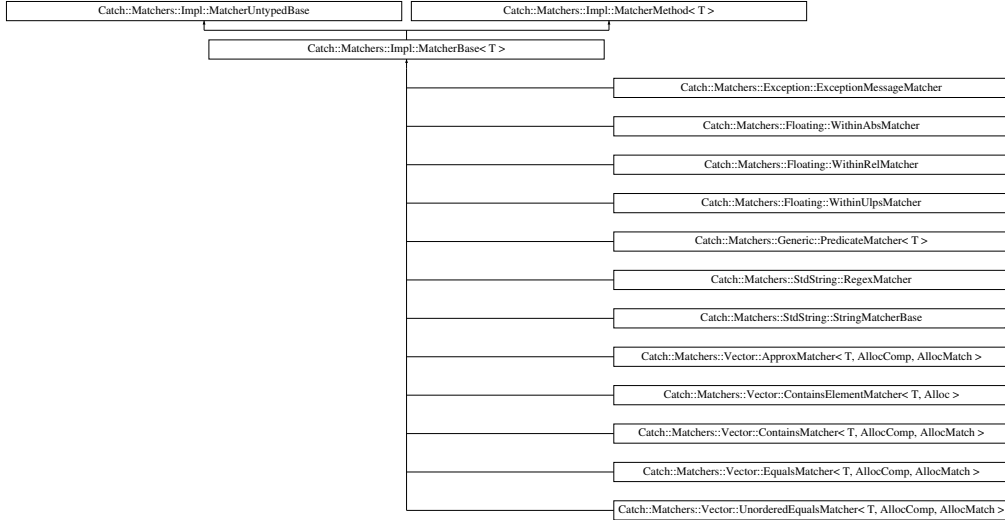 Catch::Matchers::Impl::MatcherUntypedBase
Catch::Matchers::Impl::MatcherMethod< T >
Catch::Matchers::Impl::MatcherBase< T >
Catch::Matchers::Exception::ExceptionMessageMatcher
Catch::Matchers::Floating::WithinAbsMatcher
Catch::Matchers::Floating::WithinRelMatcher
Catch::Matchers::Floating::WithinUlpsMatcher
Catch::Matchers::Generic::PredicateMatcher< T >
Catch::Matchers::StdString::RegexMatcher
Catch::Matchers::StdString::StringMatcherBase
Catch::Matchers::Vector::ApproxMatcher< T, AllocComp, AllocMatch >
Catch::Matchers::Vector::ContainsElementMatcher< T, Alloc >
Catch::Matchers::Vector::ContainsMatcher< T, AllocComp, AllocMatch >
Catch::Matchers::Vector::EqualsMatcher< T, AllocComp, AllocMatch >
Catch::Matchers::Vector::UnorderedEqualsMatcher< T, AllocComp, AllocMatch >